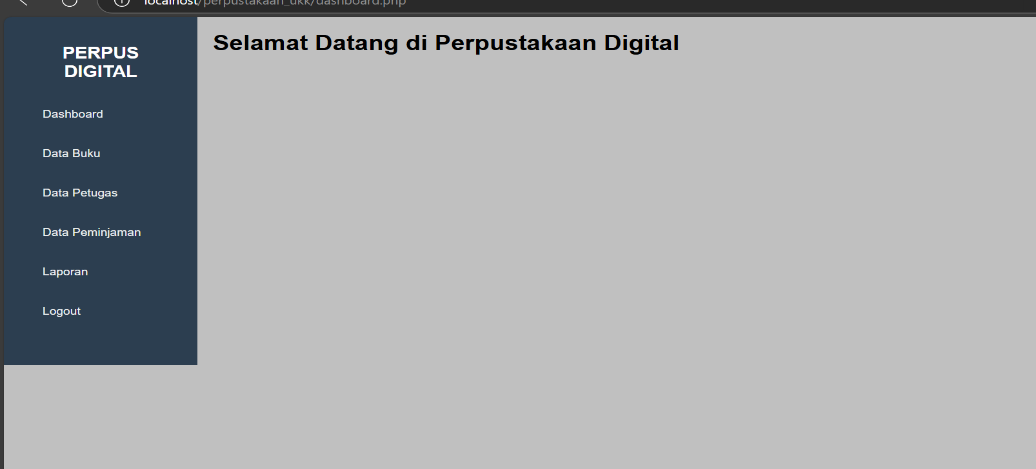 localhost/perpustakaan_ukk/dashboard.php
PERPUS
DIGITAL
Selamat Datang di Perpustakaan Digital
Dashboard
Data Buku
Data Petugas
Data Peminjaman
Laporan
Logout